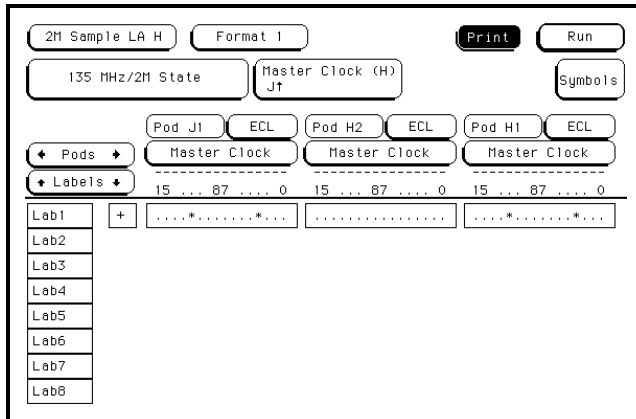 2M Sample LA H Format 1 Print Run
135 MHz/2M State Master Clock (H) J↑ Symbols
Pod J1 ECL Pod H2 ECL Pod H1 ECL
← Pods → Master Clock Master Clock Master Clock
↑ Labels ↓ 15 ... 87 .... 0 15 ... 87 .... 0 15 ... 87 .... 0
Lab1 + ....*.......*... ................ ....*.......*...
Lab2
Lab3
Lab4
Lab5
Lab6
Lab7
Lab8